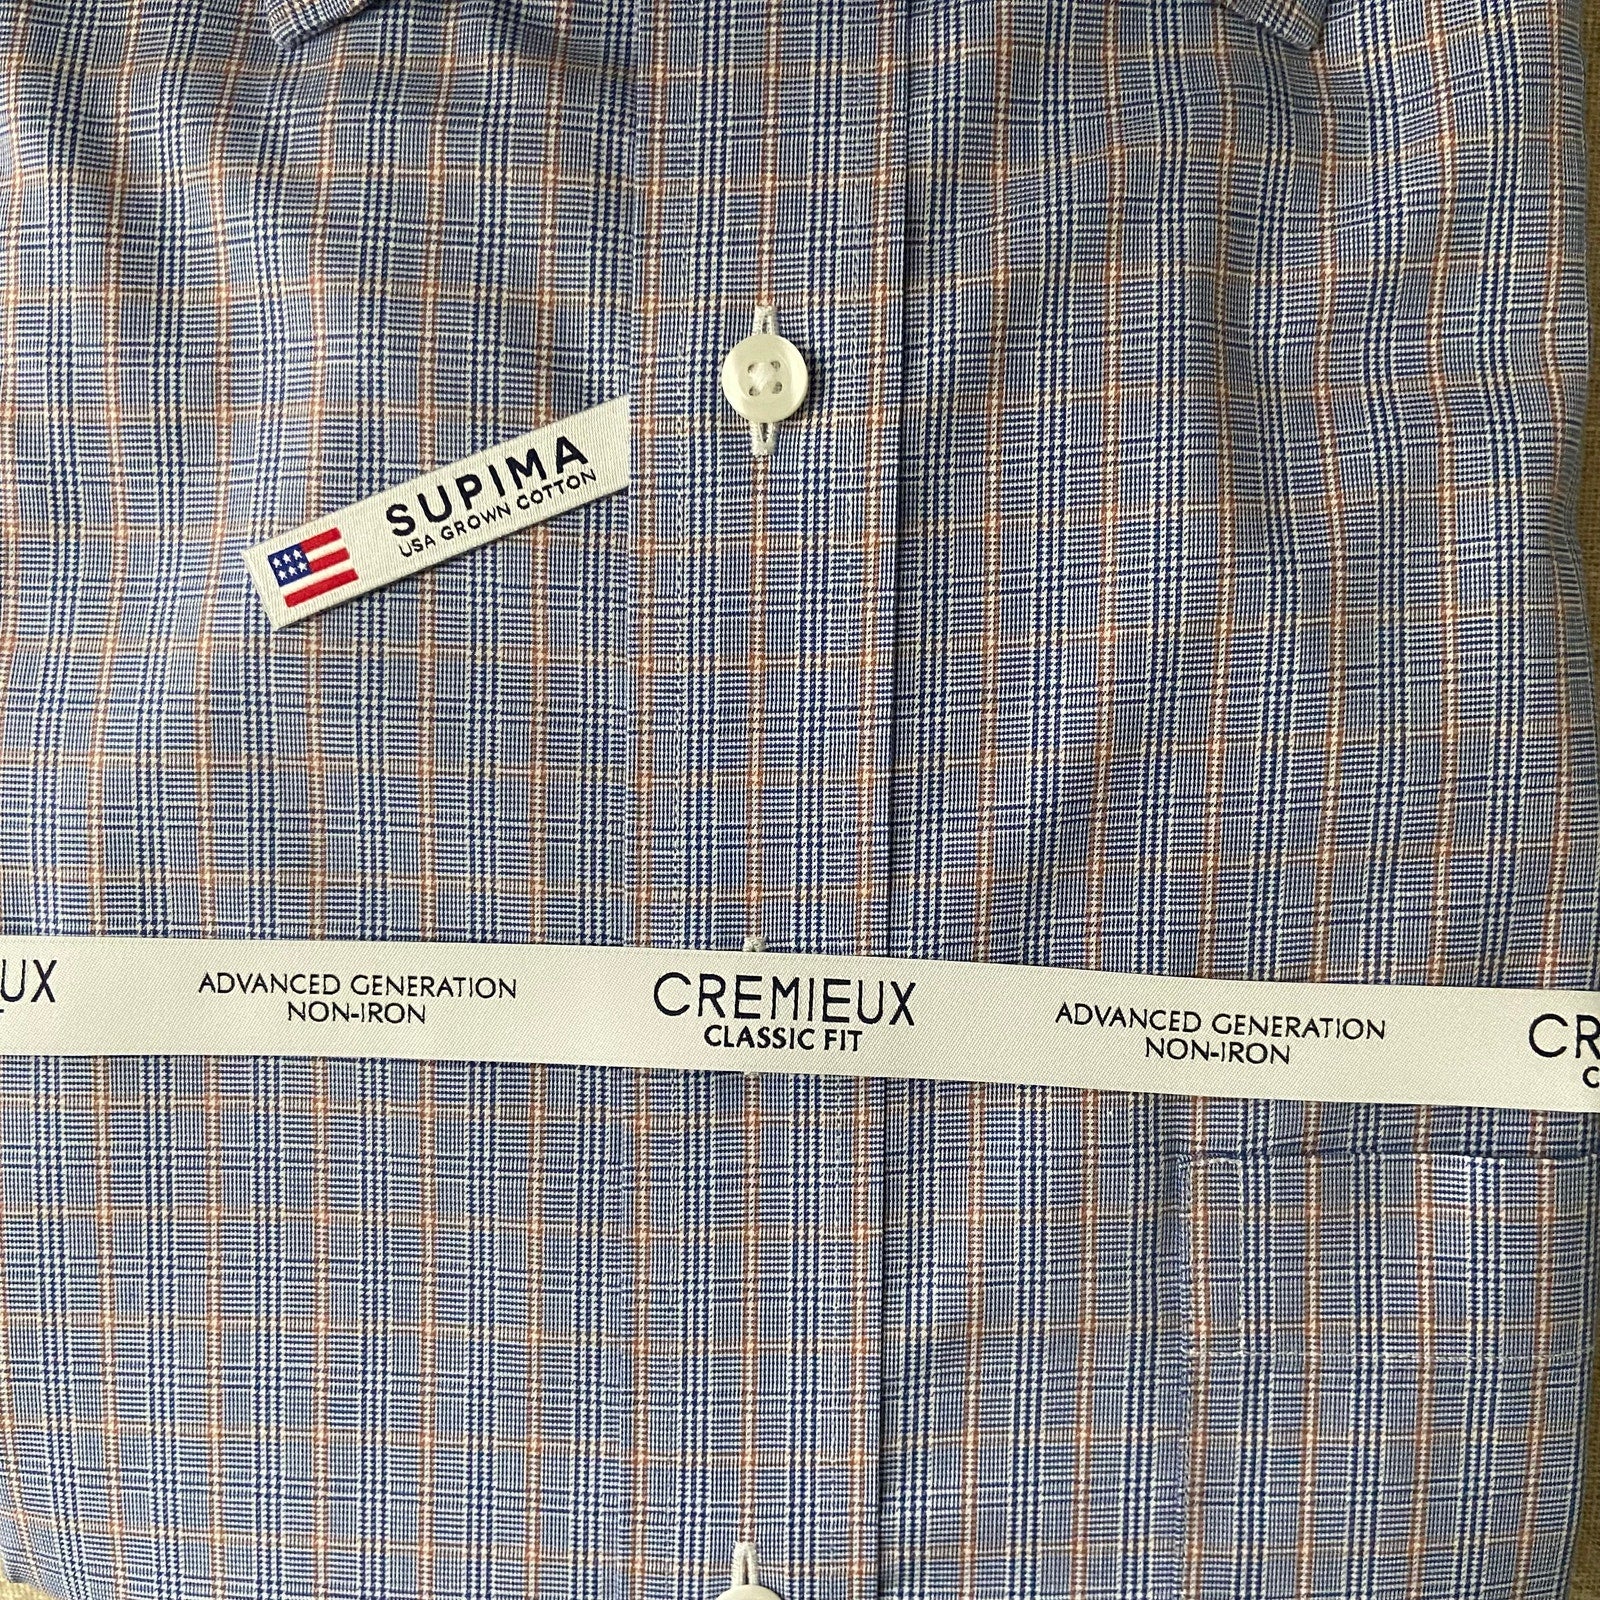 SUPIMA
USA GROWN COTTON
UX
ADVANCED GENERATION
NON-IRON
CREMIEUX
CLASSIC FIT
ADVANCED GENERATION
NON-IRON
CR
C